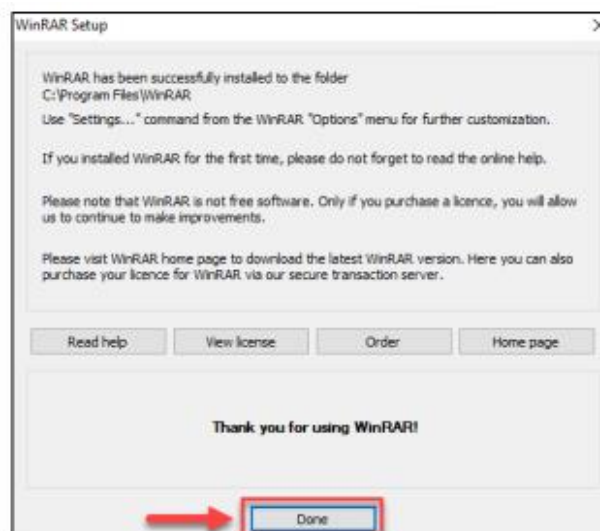 WinRAR Setup
WinRAR has been successfully installed to the folder
C:\Program Files\WinRAR
Use "Settings..." command from the WinRAR "Options" menu for further customization.
If you installed WinRAR for the first time, please do not forget to read the online help.
Please note that WinRAR is not free software. Only if you purchase a licence, you will allow
us to continue to make improvements.
Please visit WinRAR home page to download the latest WinRAR version. Here you can also
purchase your licence for WinRAR via our secure transaction server.
Read help View license Order Home page
Thank you for using WinRAR!
Done